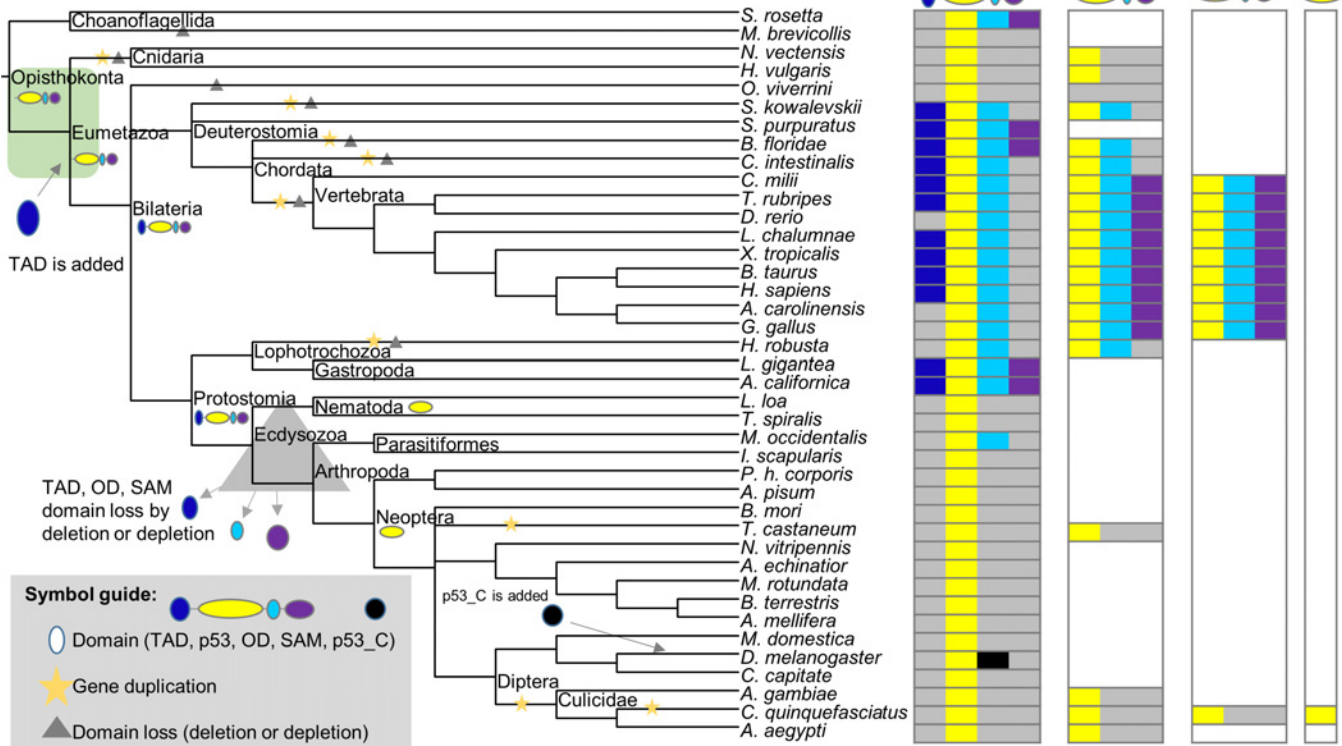 Choanoflagellida
S. rosetta
M. brevicollis
Cnidaria
N. vectensis
H. vulgaris
Opisthokonta
O. viverrini
S. kowalevskii
Eumetazoa
Deuterostomia
S. purpuratus
B. floridae
Chordata
C. intestinalis
C. milii
Vertebrata
T. rubripes
Bilateria
D. rerio
L. chalumnae
TAD is added
X. tropicalis
B. taurus
H. sapiens
A. carolinensis
G. gallus
Lophotrochozoa
H. robusta
L. gigantea
Gastropoda
A. californica
Protostomia
Nematoda
L. loa
T. spiralis
Ecdysozoa
M. occidentalis
Parasitiformes
I. scapularis
Arthropoda
P. h. corporis
A. pisum
TAD, OD, SAM
domain loss by
deletion or depletion
B. mori
Neoptera
T. castaneum
N. vitripennis
A. echinatior
M. rotundata
p53_C is added
B. terrestris
A. mellifera
M. domestica
D. melanogaster
C. capitate
Diptera
A. gambiae
Culicidae
C. quinquefasciatus
A. aegypti
Symbol guide:
Domain (TAD, p53, OD, SAM, p53_C)
Gene duplication
Domain loss (deletion or depletion)